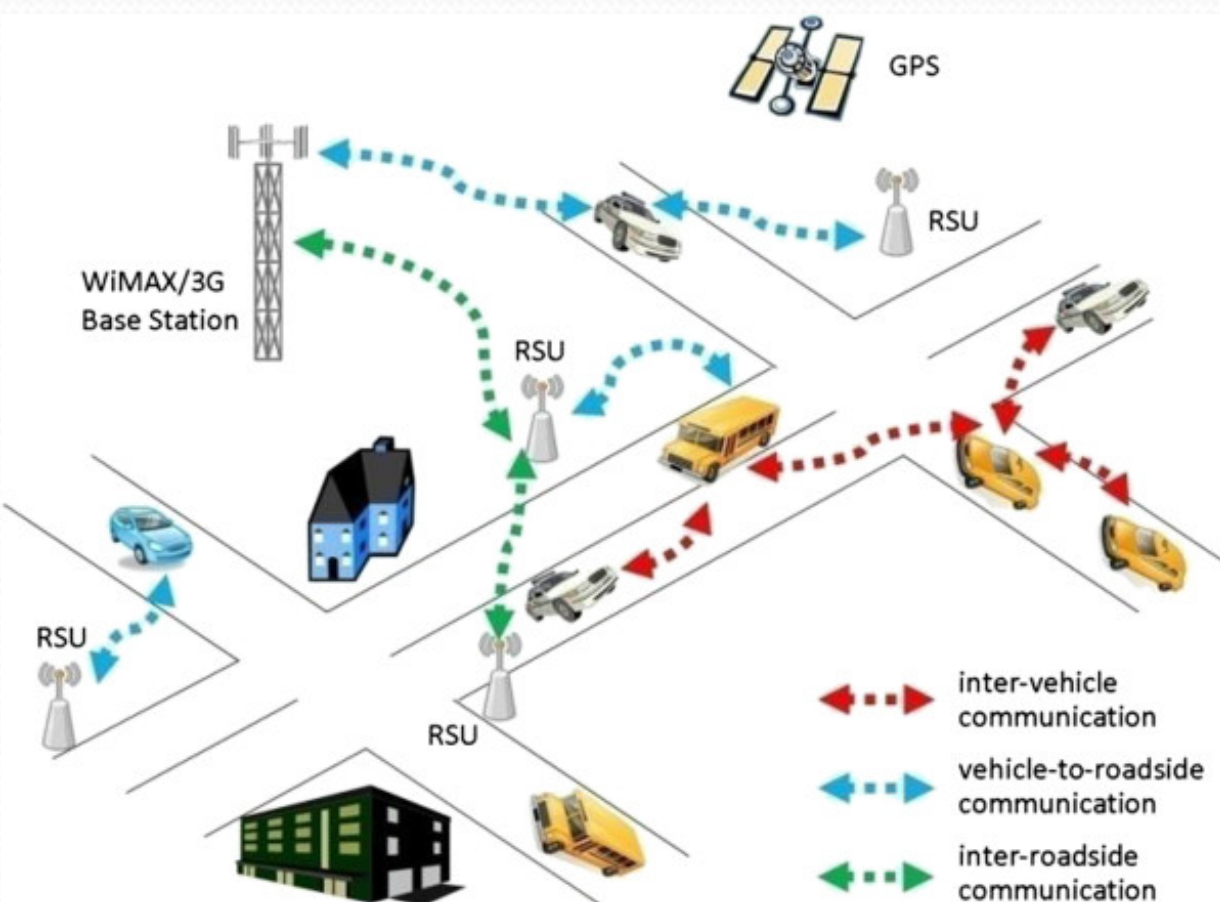 GPS
RSU
WiMAX/3G
Base Station
RSU
RSU
RSU
inter-vehicle
communication
vehicle-to-roadside
communication
inter-roadside
communication